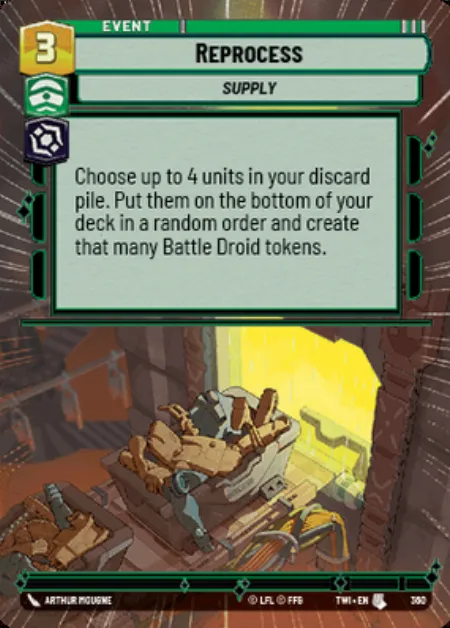 EVENT
3
REPROCESS
SUPPLY
Choose up to 4 units in your discard
pile. Put them on the bottom of your
deck in a random order and create
that many Battle Droid tokens.
ARTHUR MOUGNE
© LFL © FFG
TWI • EN
380